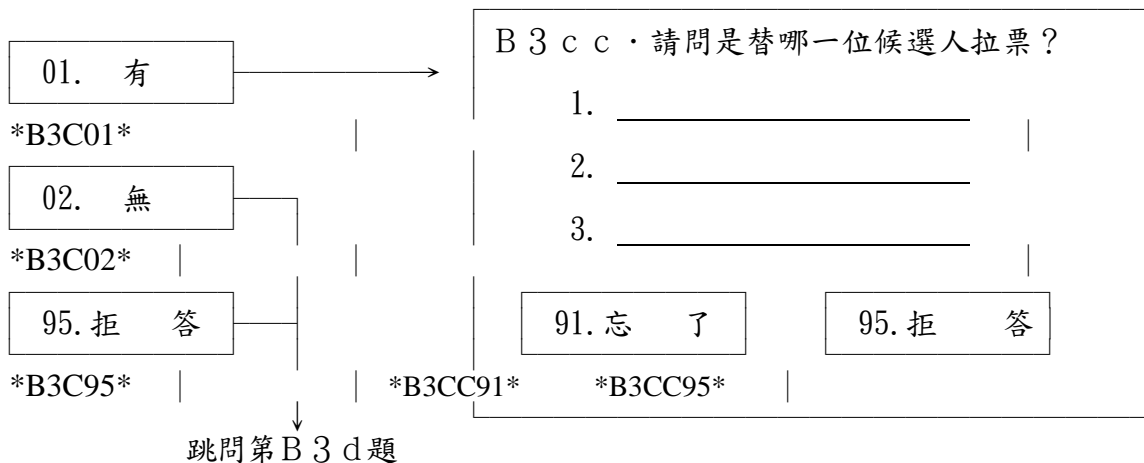 Ｂ３ｃｃ．請問是替哪一位候選人拉票？
01. 有
1.
*B3C01*
2.
02. 無
3.
*B3C02*
95.拒 答
91.忘 了
95.拒 答
*B3C95*
*B3CC91*
*B3CC95*
跳問第Ｂ３ｄ題